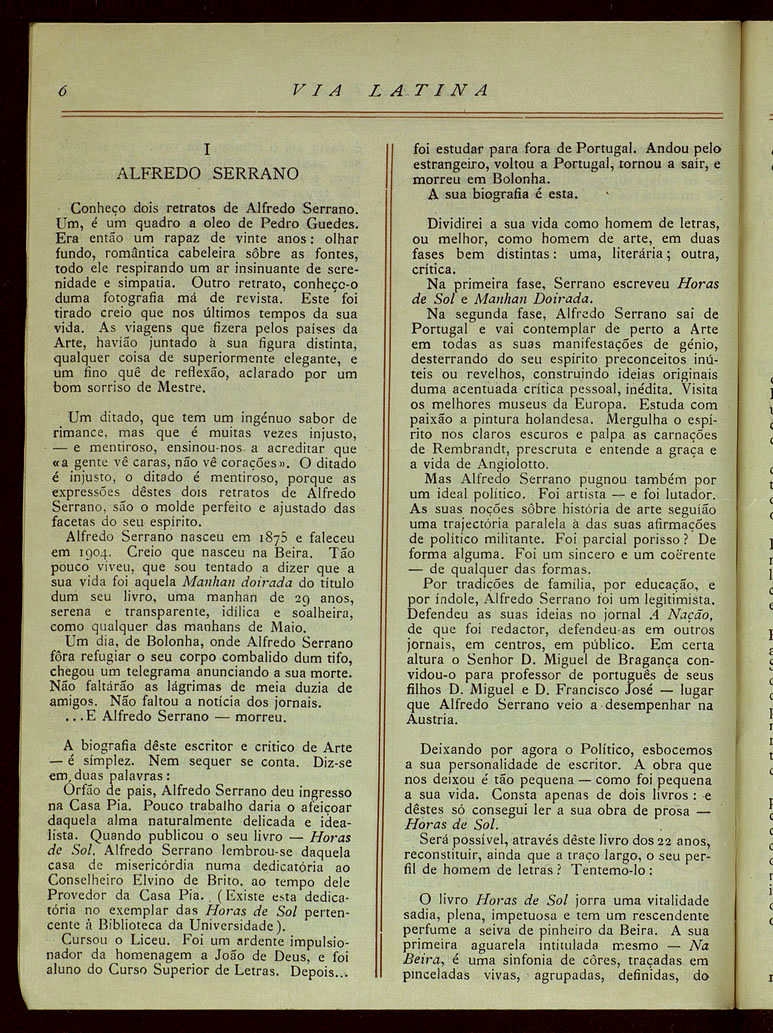 6
VIA LATINA
I
ALFREDO SERRANO
Conheço dois retratos de Alfredo Serrano.
Um, é um quadro a oleo de Pedro Guedes.
Era então um rapaz de vinte anos: olhar
fundo, romântica cabeleira sôbre as fontes,
todo ele respirando um ar insinuante de sere-
nidade e simpatia. Outro retrato, conheço-o
duma fotografia má de revista. Este foi
tirado creio que nos últimos tempos da sua
vida. As viagens que fizera pelos países da
Arte, havião juntado à sua figura distinta,
qualquer coisa de superiormente elegante, e
um fino quê de reflexão, aclarado por um
bom sorriso de Mestre.
Um ditado, que tem um ingénuo sabor de
rimance, mas que é muitas vezes injusto,
— e mentiroso, ensinou-nos a acreditar que
«a gente vê caras, não vê corações». O ditado
é injusto, o ditado é mentiroso, porque as
expressões dêstes dois retratos de Alfredo
Serrano, são o molde perfeito e ajustado das
facetas do seu espírito.
Alfredo Serrano nasceu em 1875 e faleceu
em 1904. Creio que nasceu na Beira. Tão
pouco viveu, que sou tentado a dizer que a
sua vida foi aquela Manhan doirada do título
dum seu livro, uma manhan de 29 anos,
serena e transparente, idílica e soalheira,
como qualquer das manhans de Maio.
Um dia, de Bolonha, onde Alfredo Serrano
fôra refugiar o seu corpo combalido dum tifo,
chegou um telegrama anunciando a sua morte.
Não faltárão as lágrimas de meia duzia de
amigos. Não faltou a notícia dos jornais.
...E Alfredo Serrano — morreu.
A biografia dêste escritor e crítico de Arte
— é símplez. Nem sequer se conta. Diz-se
em duas palavras:
Órfão de pais, Alfredo Serrano deu ingresso
na Casa Pia. Pouco trabalho daria o afeiçoar
daquela alma naturalmente delicada e idea-
lista. Quando publicou o seu livro — Horas
de Sol, Alfredo Serrano lembrou-se daquela
casa de misericórdia numa dedicatória ao
Conselheiro Elvino de Brito, ao tempo dele
Provedor da Casa Pia. (Existe esta dedica-
tória no exemplar das Horas de Sol perten-
cente à Biblioteca da Universidade).
Cursou o Liceu. Foi um ardente impulsio-
nador da homenagem a João de Deus, e foi
aluno do Curso Superior de Letras. Depois...
foi estudar para fora de Portugal. Andou pelo
estrangeiro, voltou a Portugal, tornou a sair, e
morreu em Bolonha.
A sua biografia é esta.
Dividirei a sua vida como homem de letras,
ou melhor, como homem de arte, em duas
fases bem distintas: uma, literária; outra,
crítica.
Na primeira fase, Serrano escreveu Horas
de Sol e Manhan Doirada.
Na segunda fase, Alfredo Serrano sai de
Portugal e vai contemplar de perto a Arte
em todas as suas manifestações de génio,
desterrando do seu espírito preconceitos inú-
teis ou revelhos, construindo ideias originais
duma acentuada crítica pessoal, inédita. Visita
os melhores museus da Europa. Estuda com
paixão a pintura holandesa. Mergulha o espí-
rito nos claros escuros e palpa as carnações
de Rembrandt, prescruta e entende a graça e
a vida de Angiolotto.
Mas Alfredo Serrano pugnou também por
um ideal político. Foi artista — e foi lutador.
As suas noções sôbre história de arte seguião
uma trajectória paralela à das suas afirmações
de político militante. Foi parcial porisso? De
forma alguma. Foi um sincero e um coërente
— de qualquer das formas.
Por tradições de família, por educação, e
por índole, Alfredo Serrano foi um legitimista.
Defendeu as suas ideias no jornal A Nação,
de que foi redactor, defendeu-as em outros
jornais, em centros, em público. Em certa
altura o Senhor D. Miguel de Bragança con-
vidou-o para professor de português de seus
filhos D. Miguel e D. Francisco José — lugar
que Alfredo Serrano veio a desempenhar na
Austria.
Deixando por agora o Político, esbocemos
a sua personalidade de escritor. A obra que
nos deixou é tão pequena — como foi pequena
a sua vida. Consta apenas de dois livros: e
dêstes só consegui ler a sua obra de prosa —
Horas de Sol.
Será possível, através dêste livro dos 22 anos,
reconstituir, ainda que a traço largo, o seu per-
fil de homem de letras? Tentemo-lo:
O livro Horas de Sol jorra uma vitalidade
sadia, plena, impetuosa e tem um rescendente
perfume a seiva de pinheiro da Beira. A sua
primeira aguarela intitulada mesmo — Na
Beira, é uma sinfonia de côres, traçadas em
pinceladas vivas, agrupadas, definidas, do